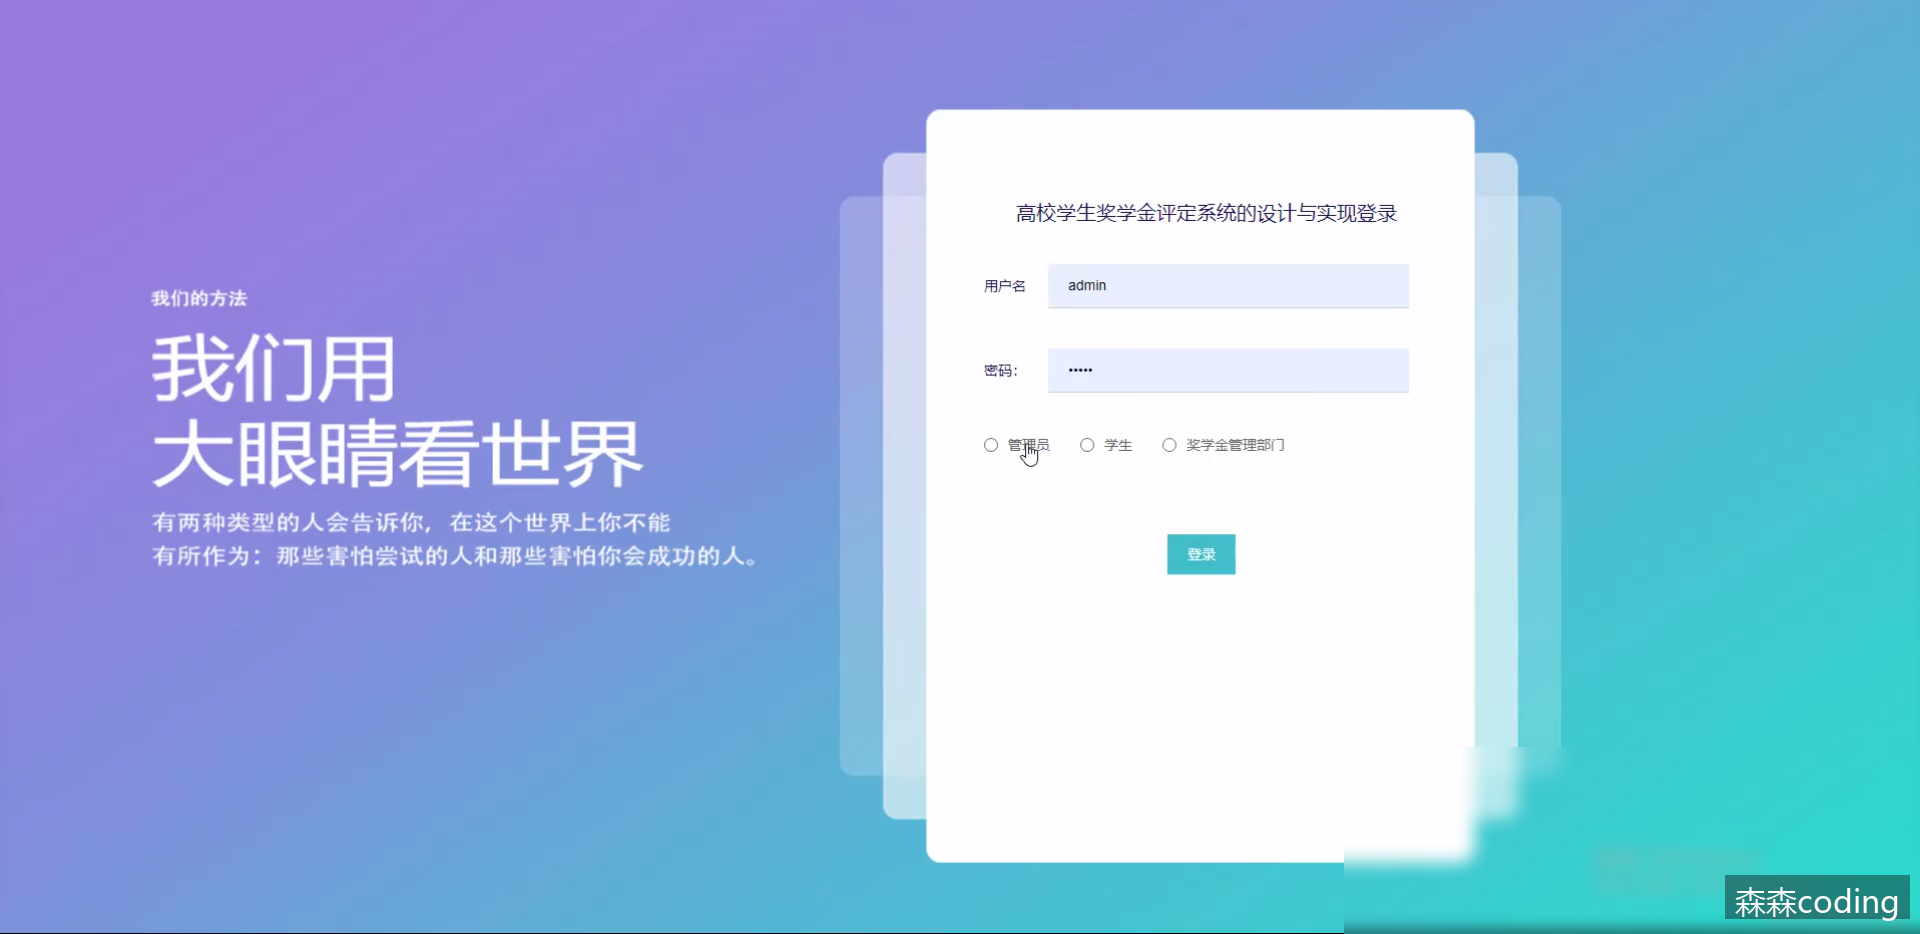 我们的方法
我们用
大眼睛看世界
有两种类型的人会告诉你，在这个世界上你不能
有所作为：那些害怕尝试的人和那些害怕你会成功的人。
高校学生奖学金评定系统的设计与实现登录
用户名 admin
密码： •••••
管理员 学生 奖学金管理部门
登录
森森coding